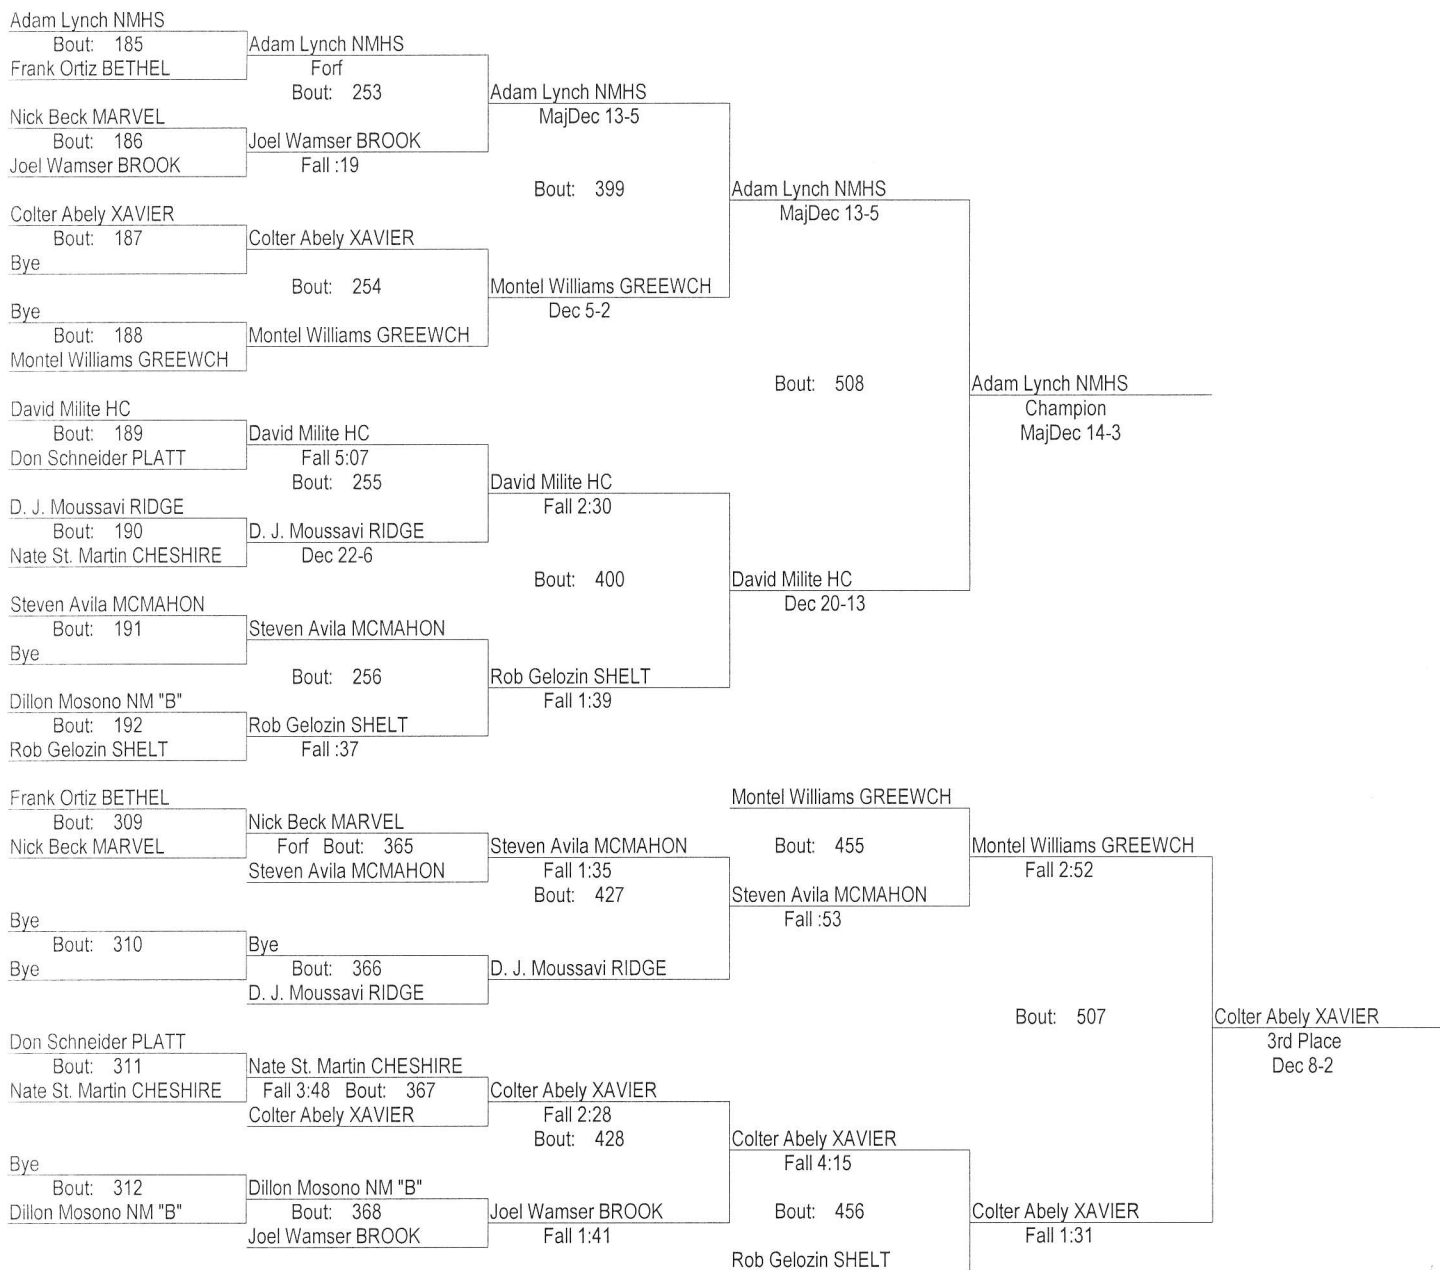 Adam Lynch NMHS
Bout: 185
Frank Ortiz BETHEL
Nick Beck MARVEL
Bout: 186
Joel Wamser BROOK
Colter Abely XAVIER
Bout: 187
Bye
Bye
Bout: 188
Montel Williams GREEWCH
David Milite HC
Bout: 189
Don Schneider PLATT
D. J. Moussavi RIDGE
Bout: 190
Nate St. Martin CHESHIRE
Steven Avila MCMAHON
Bout: 191
Bye
Dillon Mosono NM "B"
Bout: 192
Rob Gelozin SHELT
Adam Lynch NMHS
Forf
Bout: 253
Joel Wamser BROOK
Fall :19
Colter Abely XAVIER
Bout: 254
Montel Williams GREEWCH
David Milite HC
Fall 5:07
Bout: 255
D. J. Moussavi RIDGE
Dec 22-6
Steven Avila MCMAHON
Bout: 256
Rob Gelozin SHELT
Fall :37
Adam Lynch NMHS
MajDec 13-5
Bout: 399
Montel Williams GREEWCH
Dec 5-2
David Milite HC
Fall 2:30
Bout: 400
Rob Gelozin SHELT
Fall 1:39
Adam Lynch NMHS
MajDec 13-5
Bout: 508
David Milite HC
Dec 20-13
Adam Lynch NMHS
Champion
MajDec 14-3
Frank Ortiz BETHEL
Bout: 309
Nick Beck MARVEL
Bye
Bout: 310
Bye
Don Schneider PLATT
Bout: 311
Nate St. Martin CHESHIRE
Bye
Bout: 312
Dillon Mosono NM "B"
Nick Beck MARVEL
Forf Bout: 365
Steven Avila MCMAHON
Bye
Bout: 366
D. J. Moussavi RIDGE
Nate St. Martin CHESHIRE
Fall 3:48 Bout: 367
Colter Abely XAVIER
Dillon Mosono NM "B"
Bout: 368
Joel Wamser BROOK
Steven Avila MCMAHON
Fall 1:35
Bout: 427
D. J. Moussavi RIDGE
Colter Abely XAVIER
Fall 2:28
Bout: 428
Joel Wamser BROOK
Fall 1:41
Montel Williams GREEWCH
Bout: 455
Steven Avila MCMAHON
Fall :53
Colter Abely XAVIER
Fall 4:15
Bout: 456
Rob Gelozin SHELT
Montel Williams GREEWCH
Fall 2:52
Bout: 507
Colter Abely XAVIER
Fall 1:31
Colter Abely XAVIER
3rd Place
Dec 8-2